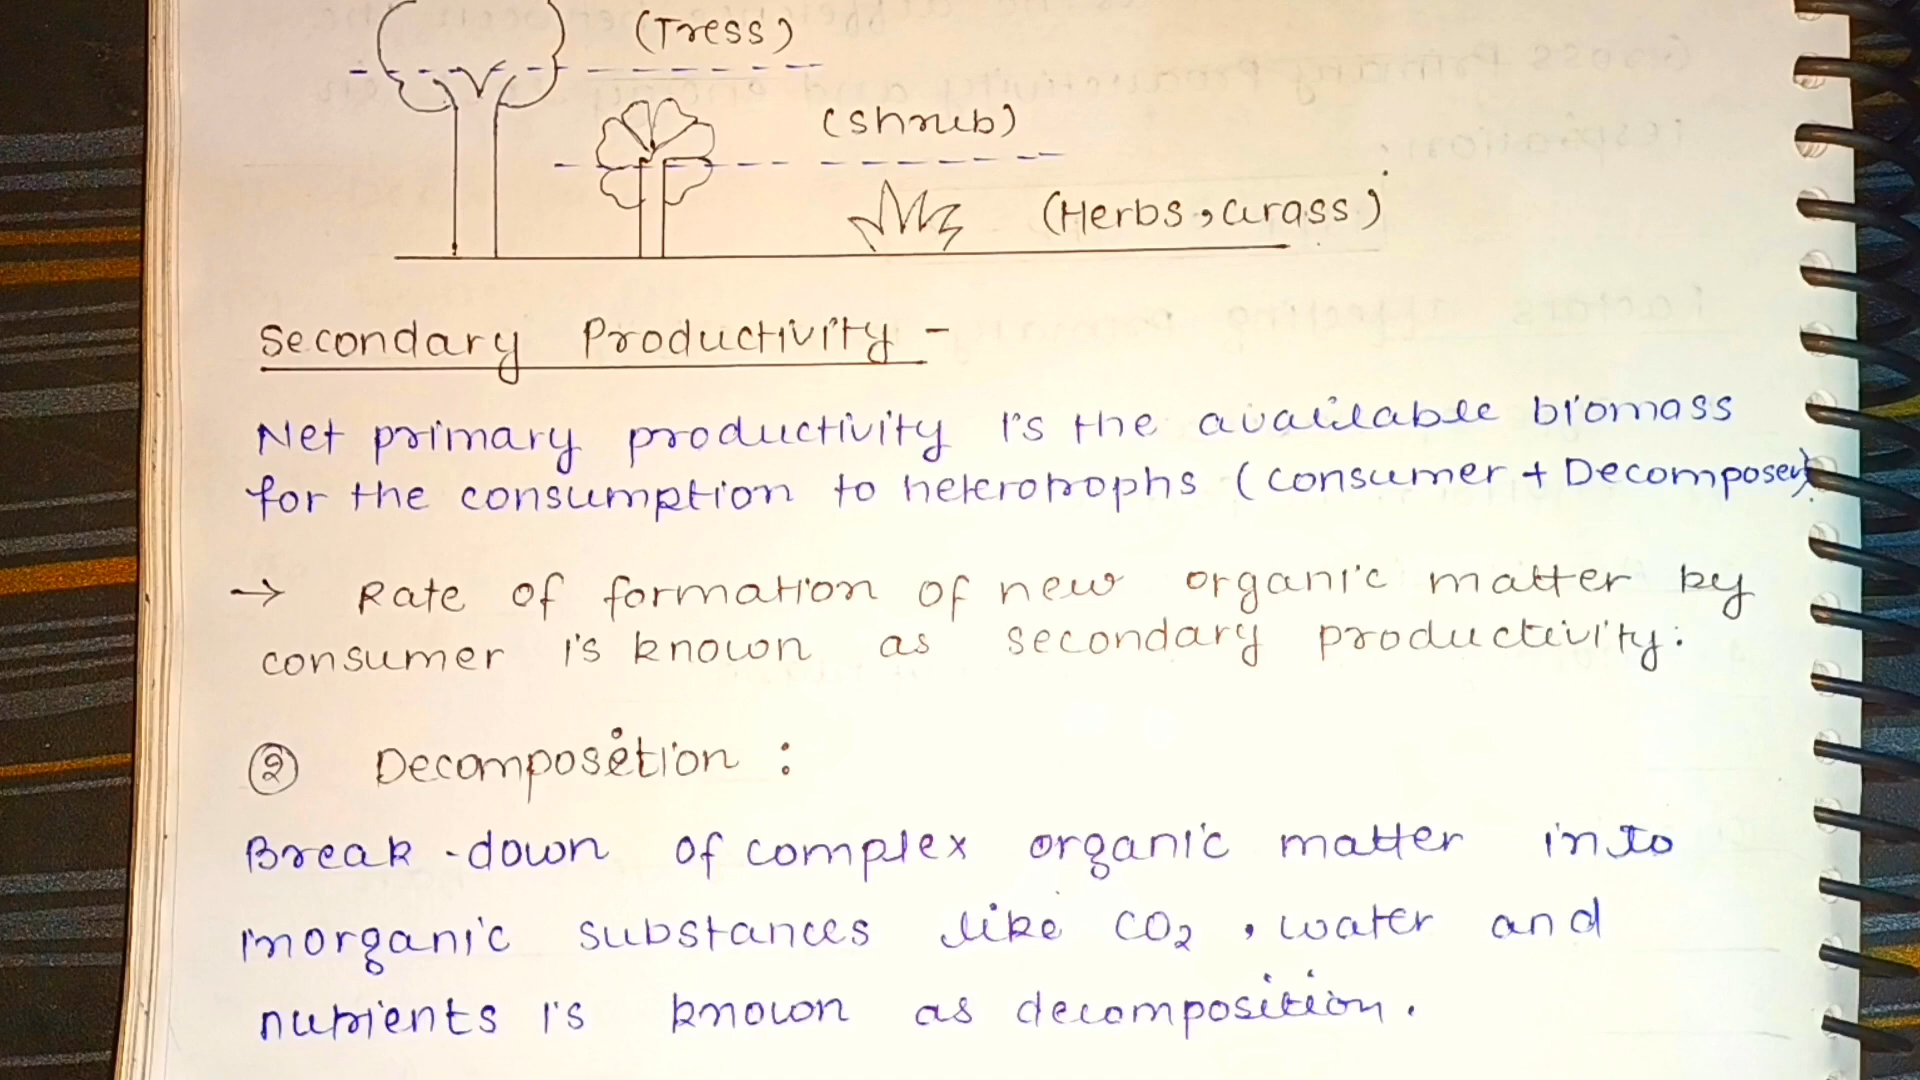 (Tress)
(shrub)
(Herbs, Grass)
Secondary Productivity -
Net primary productivity is the available biomass
for the consumption to heterotrophs (consumer + Decomposer)
→ Rate of formation of new organic matter by
consumer is known as secondary productivity.
② Decomposition :
Break-down of complex organic matter into
inorganic substances like CO₂, water and
nutrients is known as decomposition.